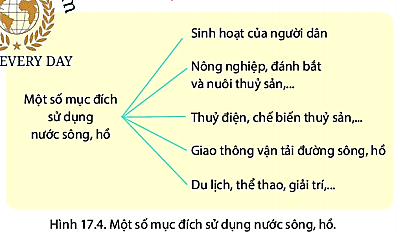 EVERY DAY
Một số mục đích
sử dụng
nước sông, hồ
Sinh hoạt của người dân
Nông nghiệp, đánh bắt
và nuôi thuỷ sản,...
Thuỷ điện, chế biến thuỷ sản,...
Giao thông vận tải đường sông, hồ
Du lịch, thể thao, giải trí,...
Hình 17.4. Một số mục đích sử dụng nước sông, hồ.